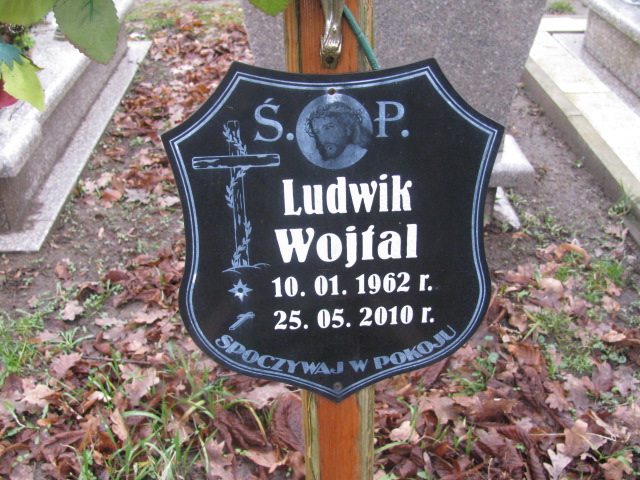 Ś. P.
Ludwik
Wojtal
10. 01. 1962 r.
25. 05. 2010 r.
SPOCZYWAJ W POKOJU